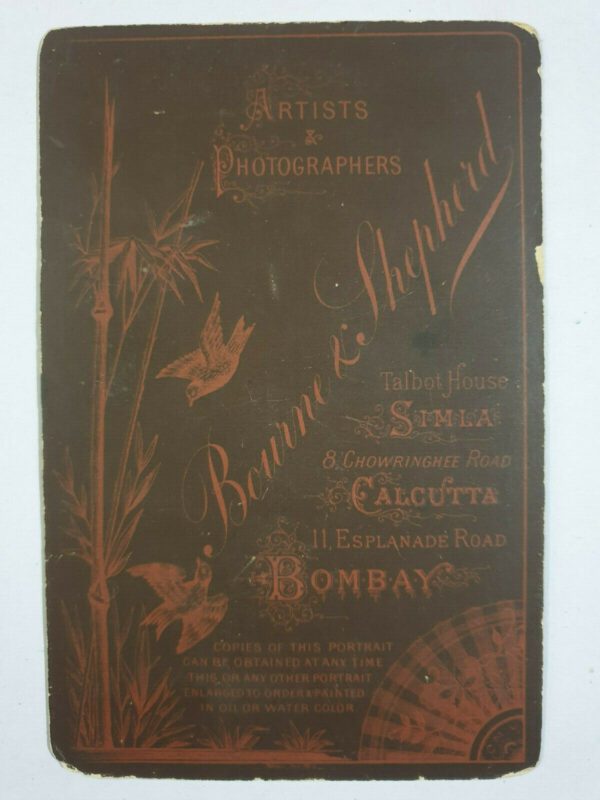 ARTISTS
&
PHOTOGRAPHERS
Bourne & Shepherd
Talbot House
SIMLA
8, CHOWRINGHEE ROAD
CALCUTTA
11, ESPLANADE ROAD
BOMBAY
COPIES OF THIS PORTRAIT
CAN BE OBTAINED AT ANY TIME
THIS, OR ANY OTHER PORTRAIT
ENLARGED TO ORDER & PAINTED
IN OIL OR WATER COLOR